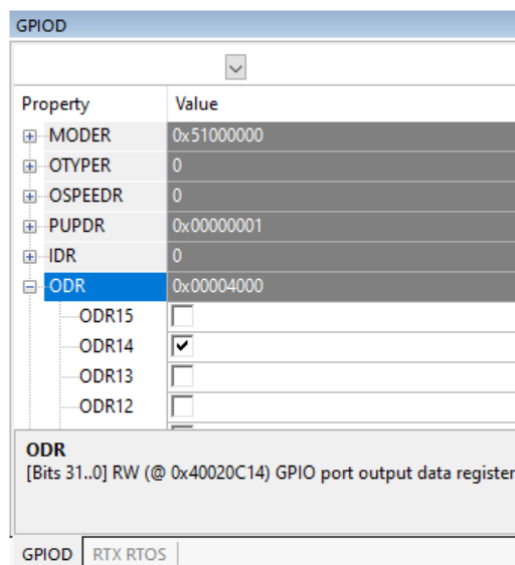 GPIOD
Property Value
MODER 0x51000000
OTYPER 0
OSPEEDR 0
PUPDR 0x00000001
IDR 0
ODR 0x00004000
ODR15
ODR14
ODR13
ODR12
ODR
[Bits 31..0] RW (@ 0x40020C14) GPIO port output data register
GPIOD RTX RTOS